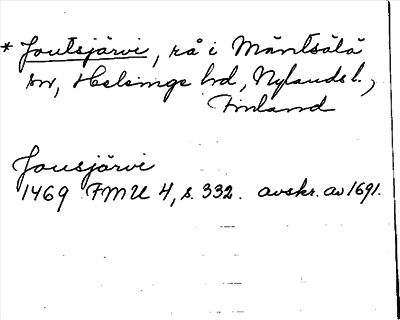 * Joutsjärvi, rå i Mäntsälä
sn, Helsinge hd, Nylands l.,
Finland
Jousjärvi
1469 FMU 4, s. 332. avskr. av 1691.